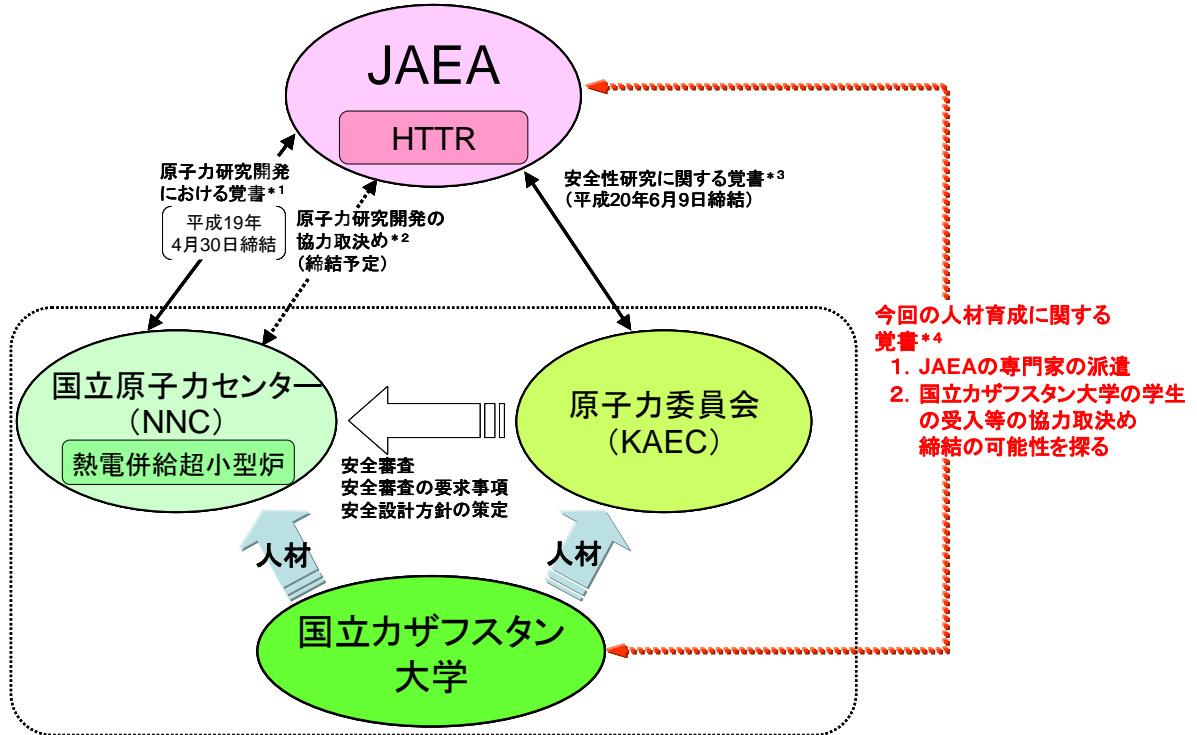 JAEA
HTTR
原子力研究開発
における覚書*1
平成19年
4月30日締結
原子力研究開発の
協力取決め*2
(締結予定)
安全性研究に関する覚書*3
(平成20年6月9日締結)
今回の人材育成に関する
覚書*4
1. JAEAの専門家の派遣
2. 国立カザフスタン大学の学生
の受入等の協力取決め
締結の可能性を探る
国立原子力センター
(NNC)
熱電併給超小型炉
原子力委員会
(KAEC)
安全審査
安全審査の要求事項
安全設計方針の策定
人材
人材
国立カザフスタン
大学